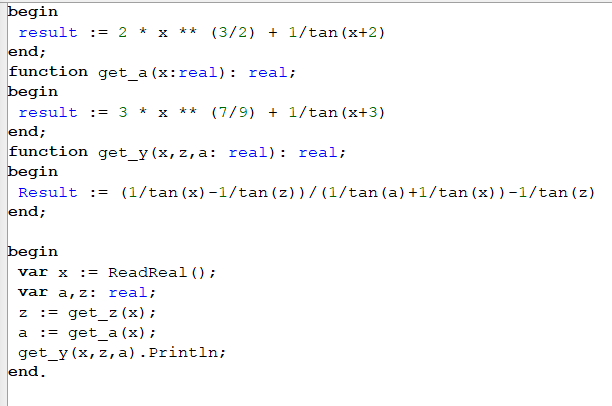 begin
result := 2 * x ** (3/2) + 1/tan(x+2)
end;
function get_a(x:real): real;
begin
result := 3 * x ** (7/9) + 1/tan(x+3)
end;
function get_y(x,z,a: real): real;
begin
Result := (1/tan(x)-1/tan(z))/(1/tan(a)+1/tan(x))-1/tan(z)
end;
begin
var x := ReadReal();
var a,z: real;
z := get_z(x);
a := get_a(x);
get_y(x,z,a).Println;
end.